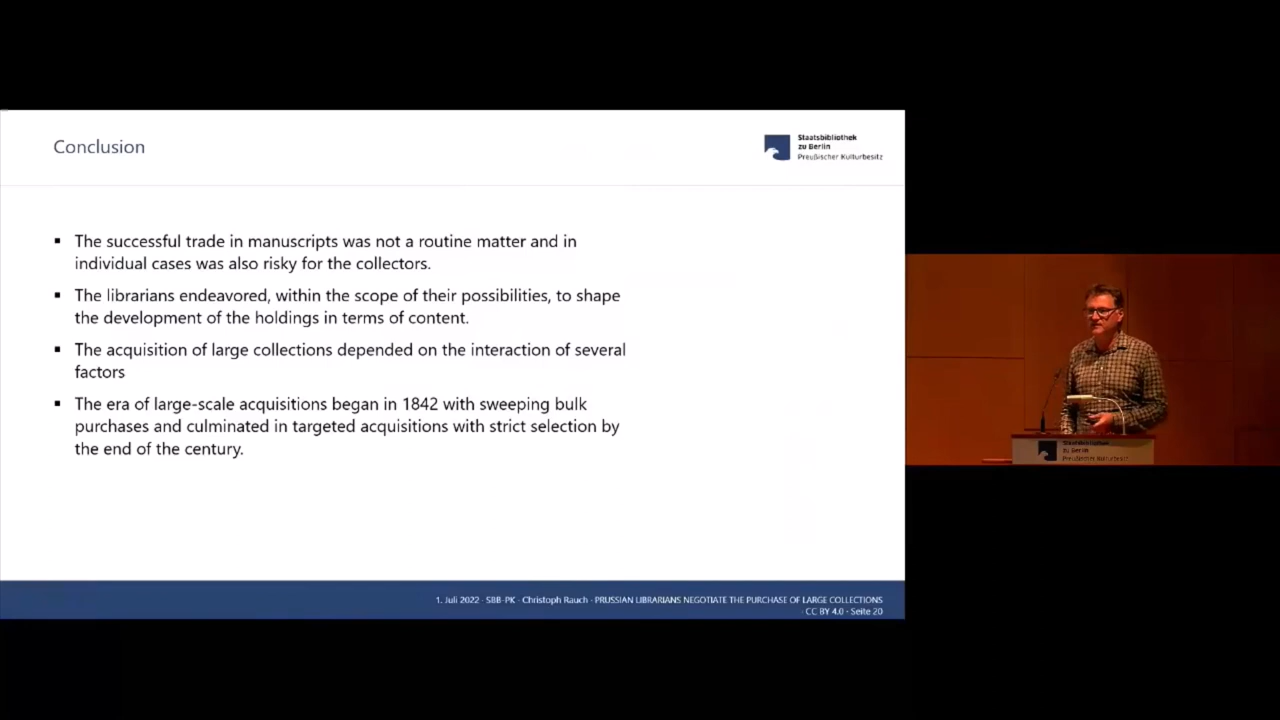 Conclusion
Staatsbibliothek
zu Berlin
Preußischer Kulturbesitz
▪ The successful trade in manuscripts was not a routine matter and in
individual cases was also risky for the collectors.
▪ The librarians endeavored, within the scope of their possibilities, to shape
the development of the holdings in terms of content.
▪ The acquisition of large collections depended on the interaction of several
factors
▪ The era of large-scale acquisitions began in 1842 with sweeping bulk
purchases and culminated in targeted acquisitions with strict selection by
the end of the century.
1. Juli 2022 · SBB-PK · Christoph Rauch · PRUSSIAN LIBRARIANS NEGOTIATE THE PURCHASE OF LARGE COLLECTIONS
· CC BY 4.0 · Seite 20
Staatsbibliothek
zu Berlin
Preußischer Kulturbesitz